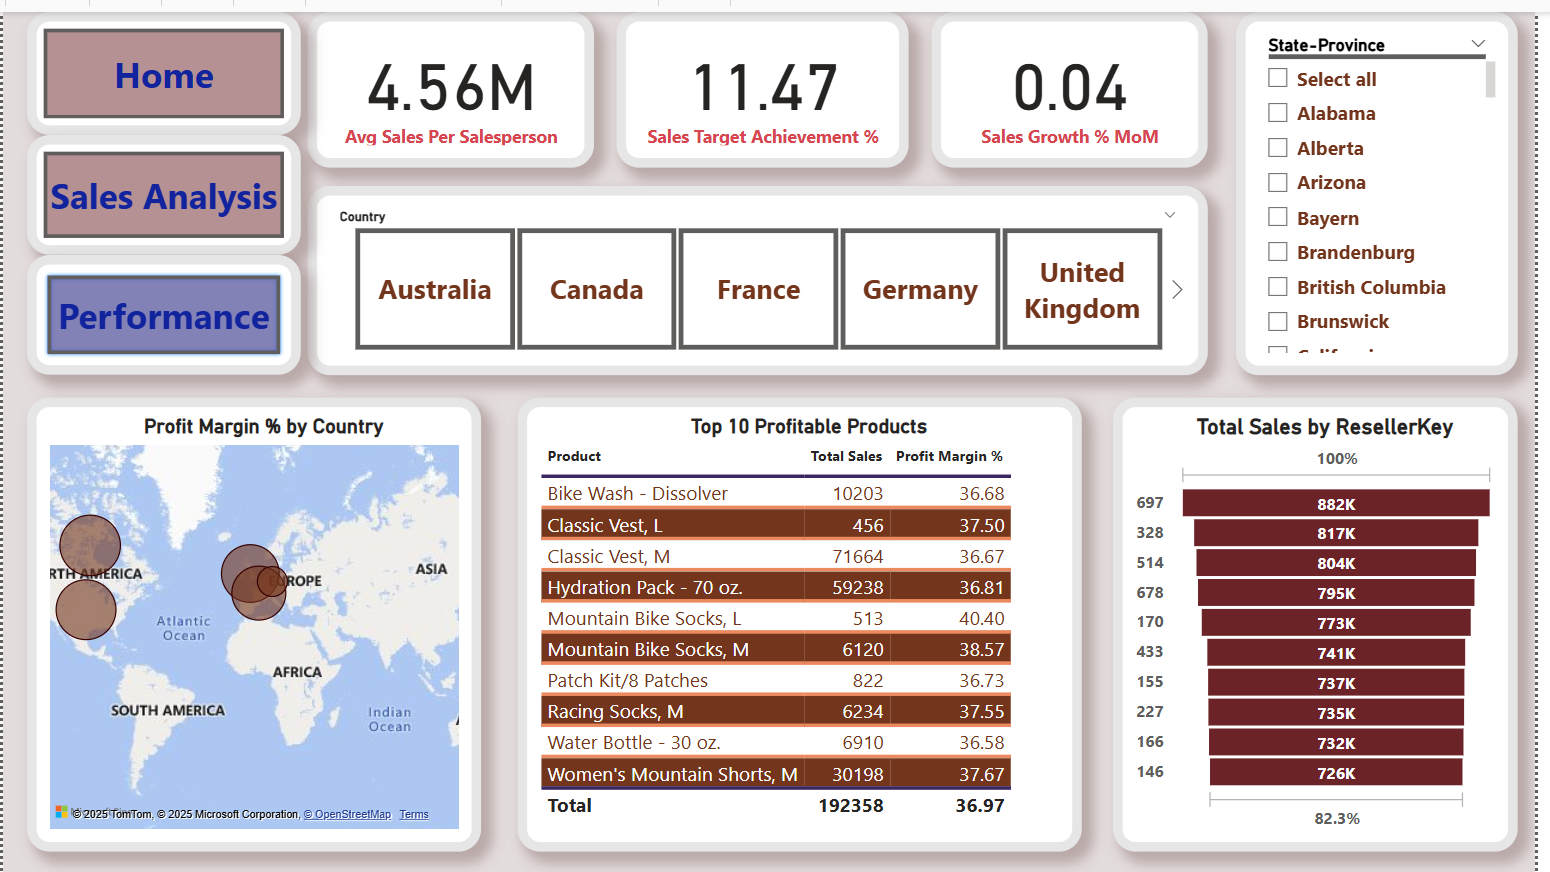 Home
Sales Analysis
Performance
4.56M
Avg Sales Per Salesperson
11.47
Sales Target Achievement %
0.04
Sales Growth % MoM
Country
Australia
Canada
France
Germany
United
Kingdom
State-Province
Select all
Alabama
Alberta
Arizona
Bayern
Brandenburg
British Columbia
Brunswick
Profit Margin % by Country
RTH AMERICA
EUROPE
ASIA
Atlantic
Ocean
AFRICA
SOUTH AMERICA
Indian
Ocean
© 2025 TomTom, © 2025 Microsoft Corporation, © OpenStreetMap Terms
Top 10 Profitable Products
Product Total Sales Profit Margin %
Bike Wash - Dissolver 10203 36.68
Classic Vest, L 456 37.50
Classic Vest, M 71664 36.67
Hydration Pack - 70 oz. 59238 36.81
Mountain Bike Socks, L 513 40.40
Mountain Bike Socks, M 6120 38.57
Patch Kit/8 Patches 822 36.73
Racing Socks, M 6234 37.55
Water Bottle - 30 oz. 6910 36.58
Women's Mountain Shorts, M 30198 37.67
Total 192358 36.97
Total Sales by ResellerKey
100%
697 882K
328 817K
514 804K
678 795K
170 773K
433 741K
155 737K
227 735K
166 732K
146 726K
82.3%